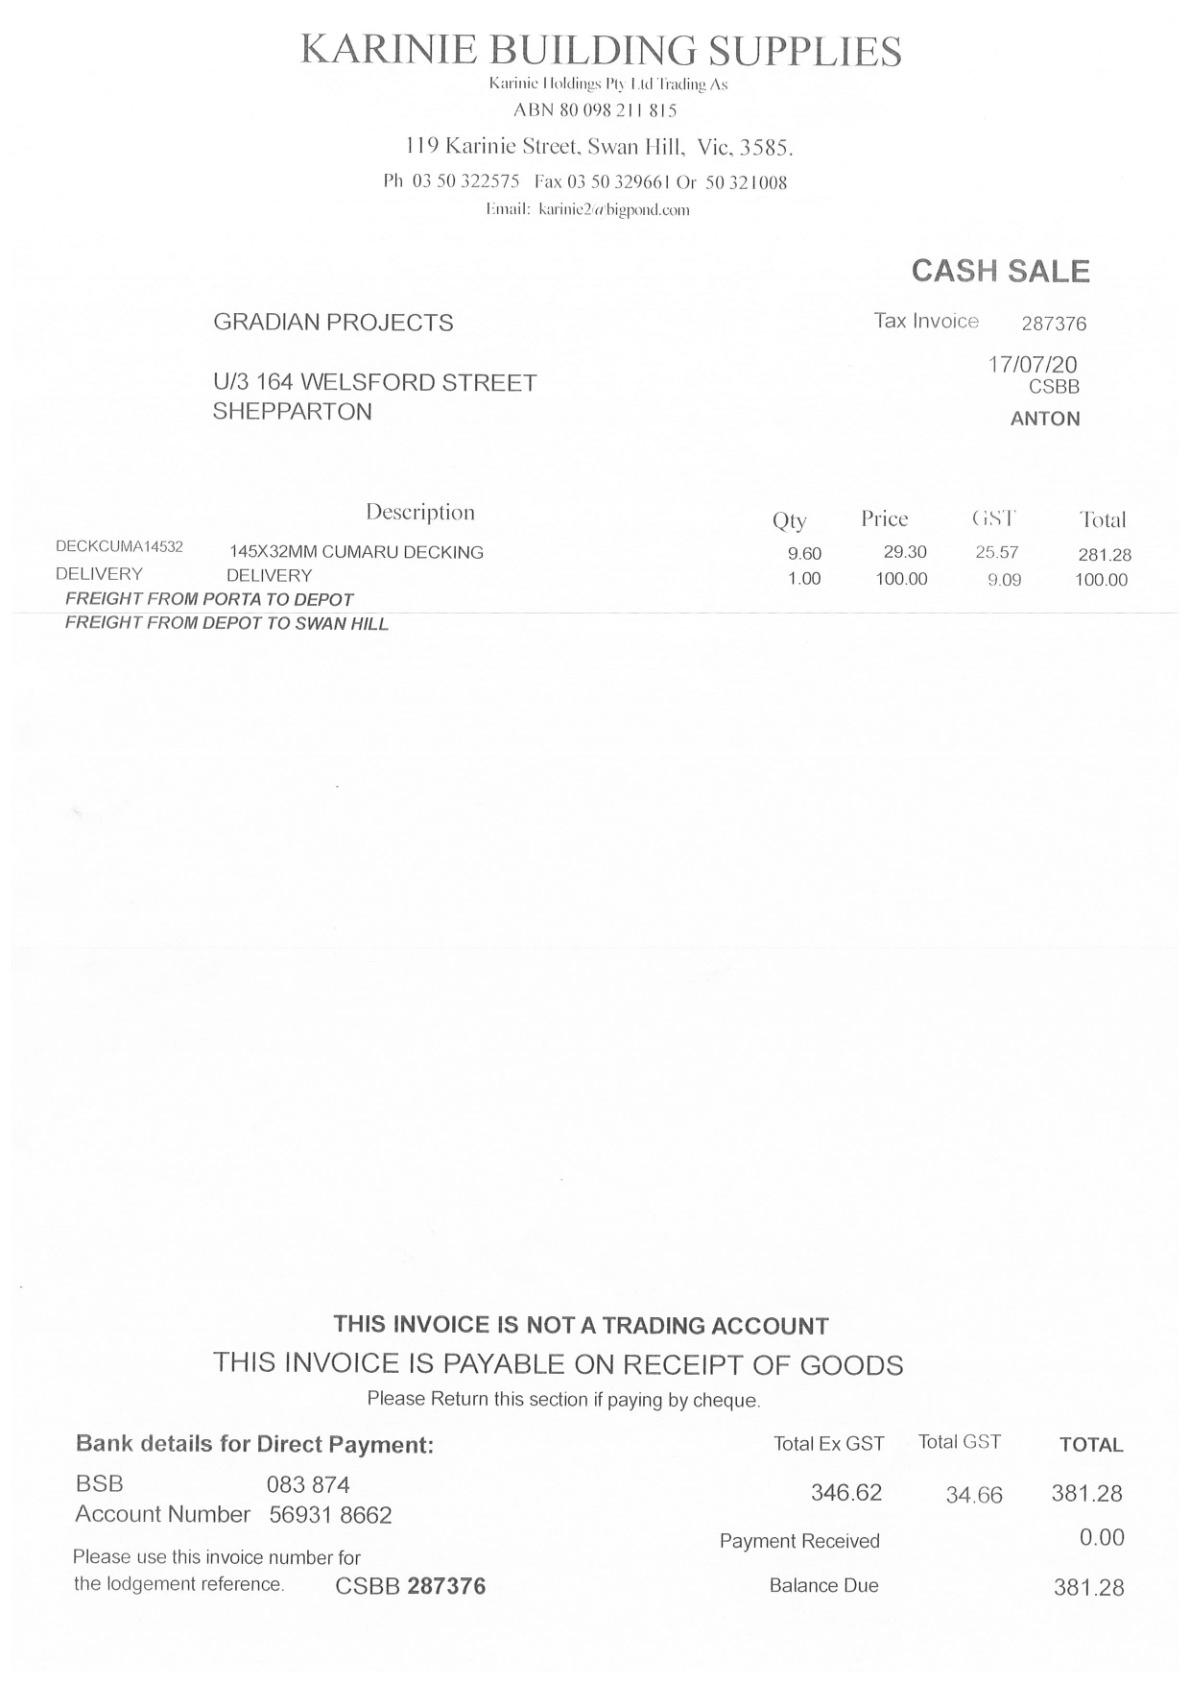 KARINIE BUILDING SUPPLIES
Karinie Holdings Pty Ltd Trading As
ABN 80 098 211 815
119 Karinie Street, Swan Hill, Vic, 3585.
Ph 03 50 322575 Fax 03 50 329661 Or 50 321008
Email: karinie2@bigpond.com
CASH SALE
GRADIAN PROJECTS
Tax Invoice 287376
17/07/20
U/3 164 WELSFORD STREET
CSBB
SHEPPARTON
ANTON
Description Qty Price GST Total
DECKCUMA14532 145X32MM CUMARU DECKING 9.60 29.30 25.57 281.28
DELIVERY DELIVERY 1.00 100.00 9.09 100.00
FREIGHT FROM PORTA TO DEPOT
FREIGHT FROM DEPOT TO SWAN HILL
THIS INVOICE IS NOT A TRADING ACCOUNT
THIS INVOICE IS PAYABLE ON RECEIPT OF GOODS
Please Return this section if paying by cheque.
Bank details for Direct Payment: Total Ex GST Total GST TOTAL
BSB 083 874 346.62 34.66 381.28
Account Number 56931 8662
Payment Received 0.00
Please use this invoice number for
the lodgement reference. CSBB 287376 Balance Due 381.28